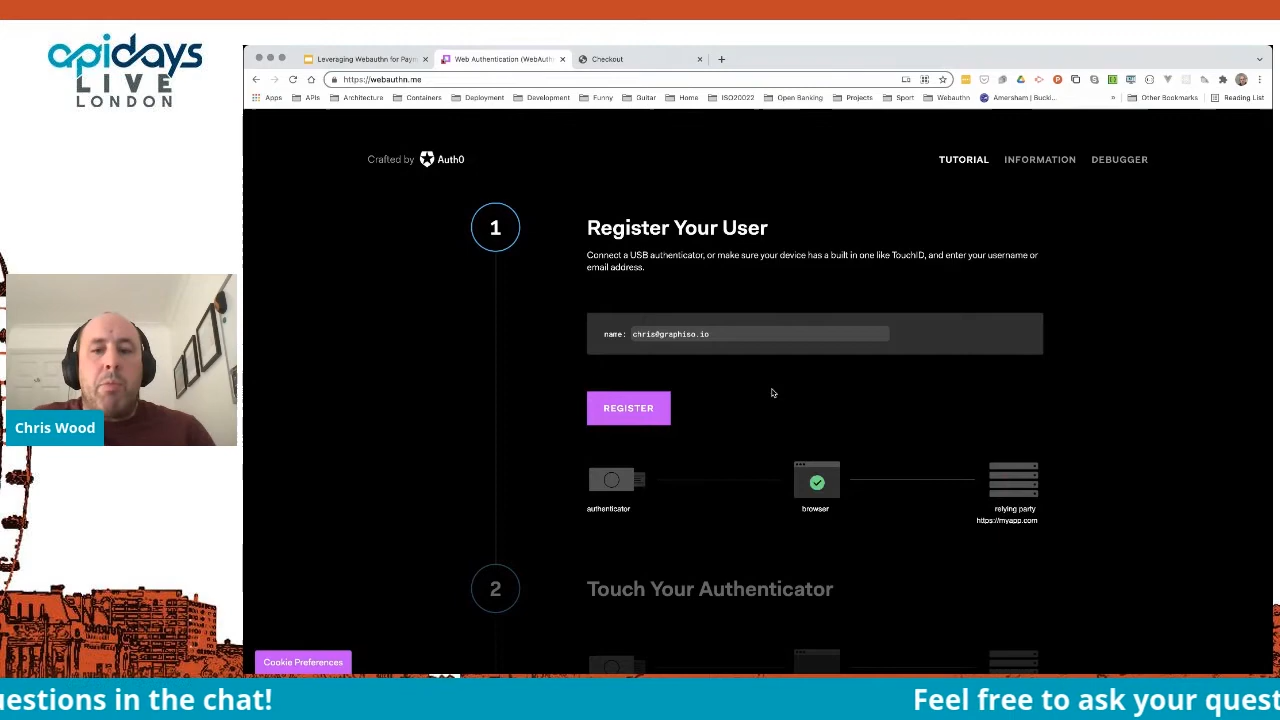 apidays
LIVE
LONDON
Leveraging Webauthn for Paym
Web Authentication (WebAuth
Checkout
https://webauthn.me
Apps
APIs
Architecture
Containers
Deployment
Development
Funny
Guitar
Home
ISO20022
Open Banking
Projects
Sport
Webauthn
Amersham | Bucki...
»
Other Bookmarks
Reading List
Crafted by Auth0
TUTORIAL
INFORMATION
DEBUGGER
1
Register Your User
Connect a USB authenticator, or make sure your device has a built in one like TouchID, and enter your username or
email address.
name: chris@graphiso.io
REGISTER
authenticator
browser
relying party
https://myapp.com
2
Touch Your Authenticator
Cookie Preferences
Chris Wood
uestions in the chat!
Feel free to ask your quest